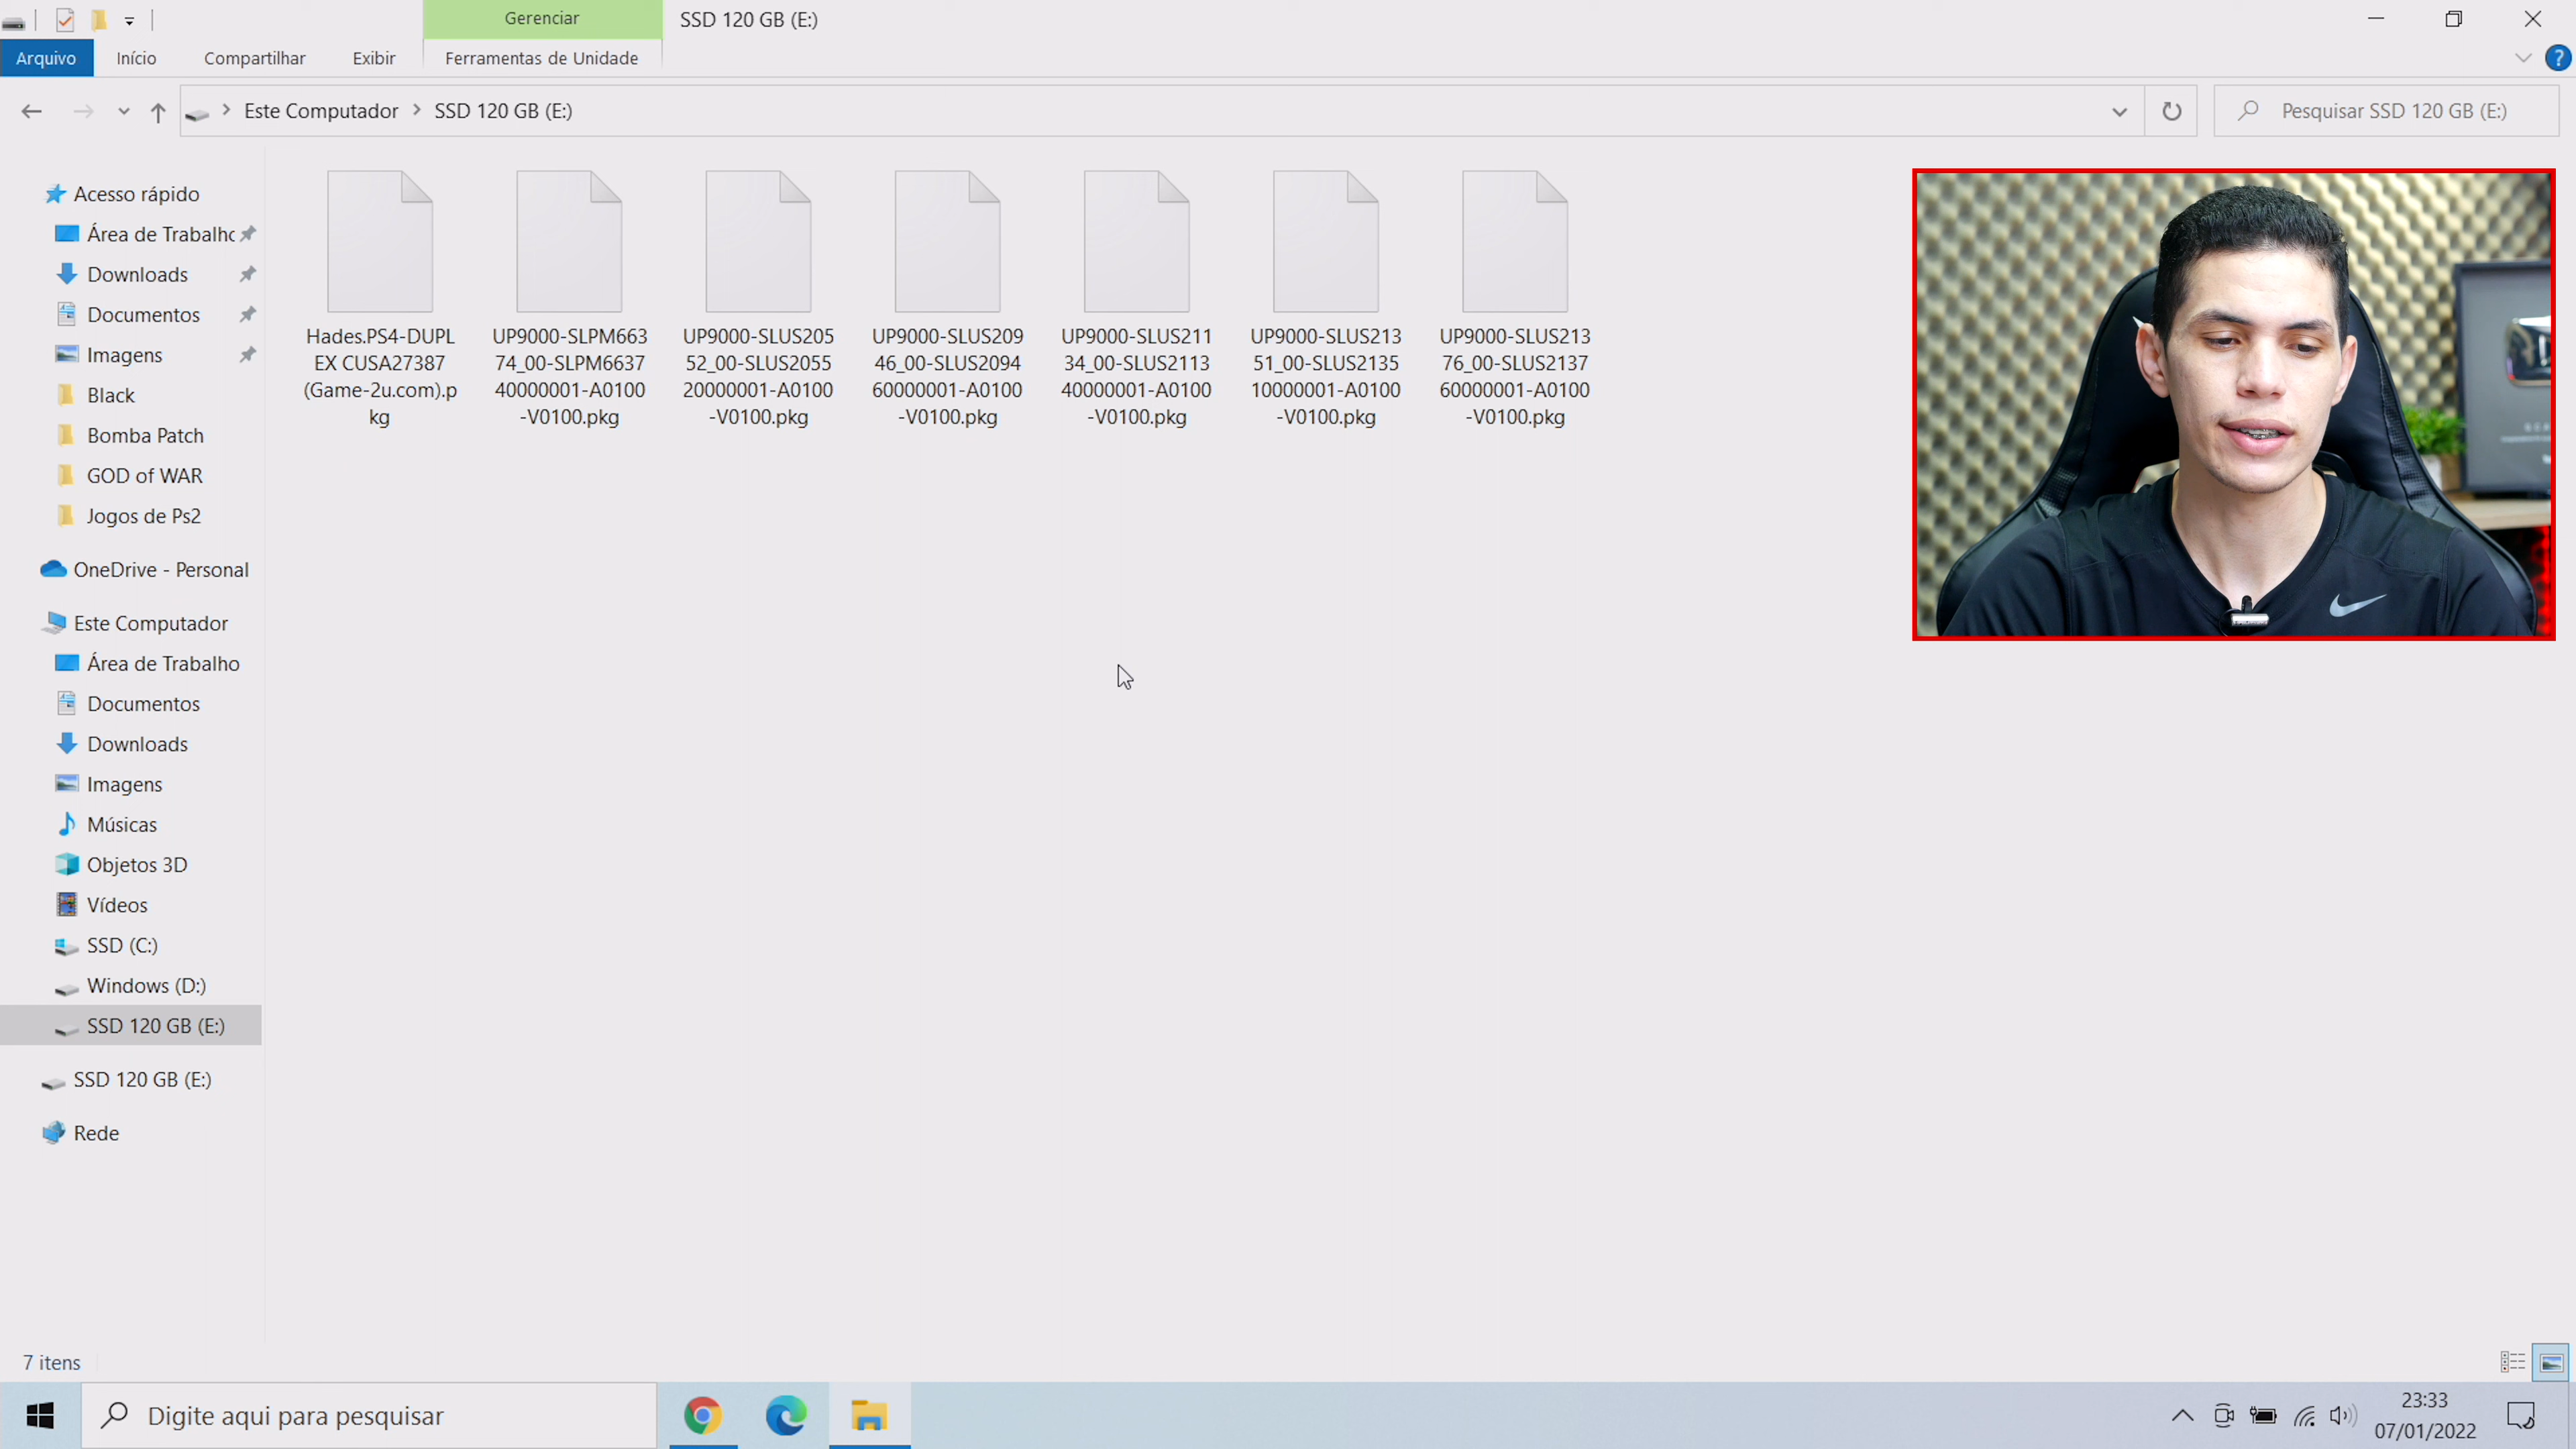 Gerenciar
SSD 120 GB (E:)
Arquivo
Início
Compartilhar
Exibir
Ferramentas de Unidade
?
Este Computador
SSD 120 GB (E:)
Pesquisar SSD 120 GB (E:)
Acesso rápido
Área de Trabalho
Downloads
Documentos
Imagens
Black
Bomba Patch
GOD of WAR
Jogos de Ps2
OneDrive - Personal
Este Computador
Área de Trabalho
Documentos
Downloads
Imagens
Músicas
Objetos 3D
Vídeos
SSD (C:)
Windows (D:)
SSD 120 GB (E:)
SSD 120 GB (E:)
Rede
Hades.PS4-DUPL
EX CUSA27387
(Game-2u.com).p
kg
UP9000-SLPM663
74_00-SLPM6637
40000001-A0100
-V0100.pkg
UP9000-SLUS205
52_00-SLUS2055
20000001-A0100
-V0100.pkg
UP9000-SLUS209
46_00-SLUS2094
60000001-A0100
-V0100.pkg
UP9000-SLUS211
34_00-SLUS2113
40000001-A0100
-V0100.pkg
UP9000-SLUS213
51_00-SLUS2135
10000001-A0100
-V0100.pkg
UP9000-SLUS213
76_00-SLUS2137
60000001-A0100
-V0100.pkg
7 itens
Digite aqui para pesquisar
23:33
07/01/2022